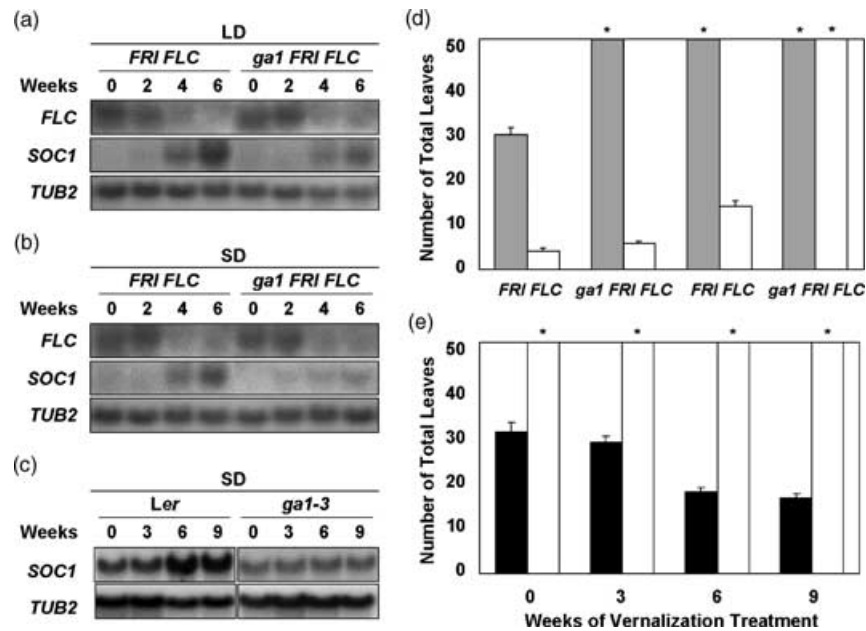 (a)
LD
FRI FLC ga1 FRI FLC
Weeks 0 2 4 6 0 2 4 6
FLC
SOC1
TUB2
(b)
SD
FRI FLC ga1 FRI FLC
Weeks 0 2 4 6 0 2 4 6
FLC
SOC1
TUB2
(c)
SD
Ler ga1-3
Weeks 0 3 6 9 0 3 6 9
SOC1
TUB2
(d)
* * * *
Number of Total Leaves
50
30
20
10
0
FRI FLC ga1 FRI FLC FRI FLC ga1 FRI FLC
(e)
* * * *
Number of Total Leaves
50
40
30
20
10
0
0 3 6 9
Weeks of Vernalization Treatment